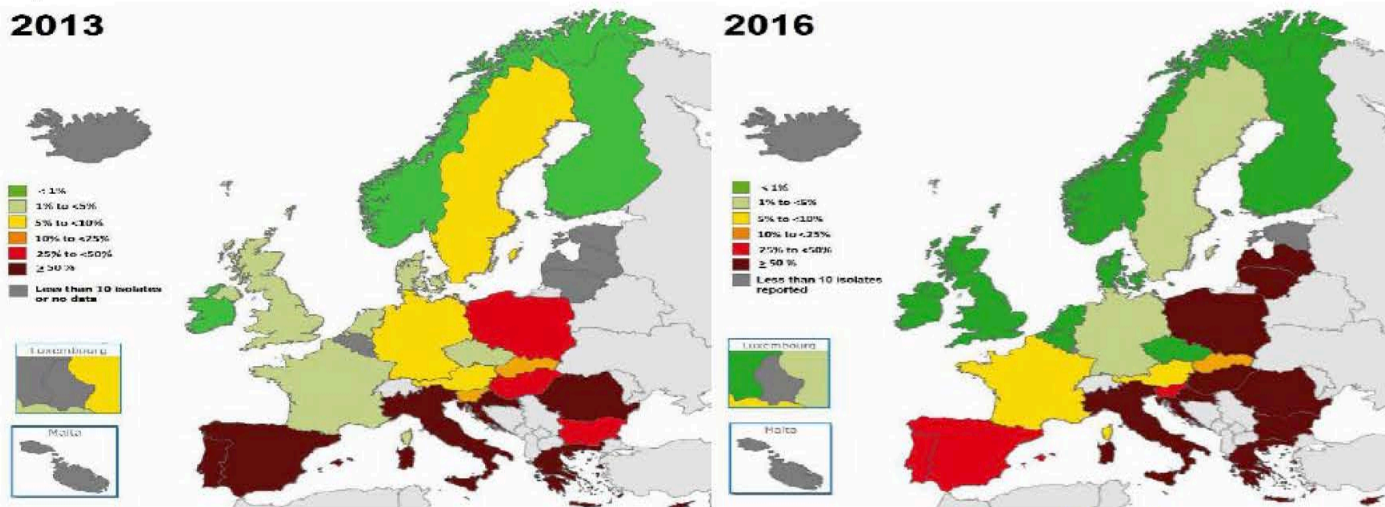 2013
< 1%
1% to <5%
5% to <10%
10% to <25%
25% to <50%
≥ 50 %
Less than 10 isolates
or no data
Luxembourg
Malta
2016
< 1%
1% to <5%
5% to <10%
10% to <25%
25% to <50%
≥ 50 %
Less than 10 isolates
reported
Luxembourg
Malta